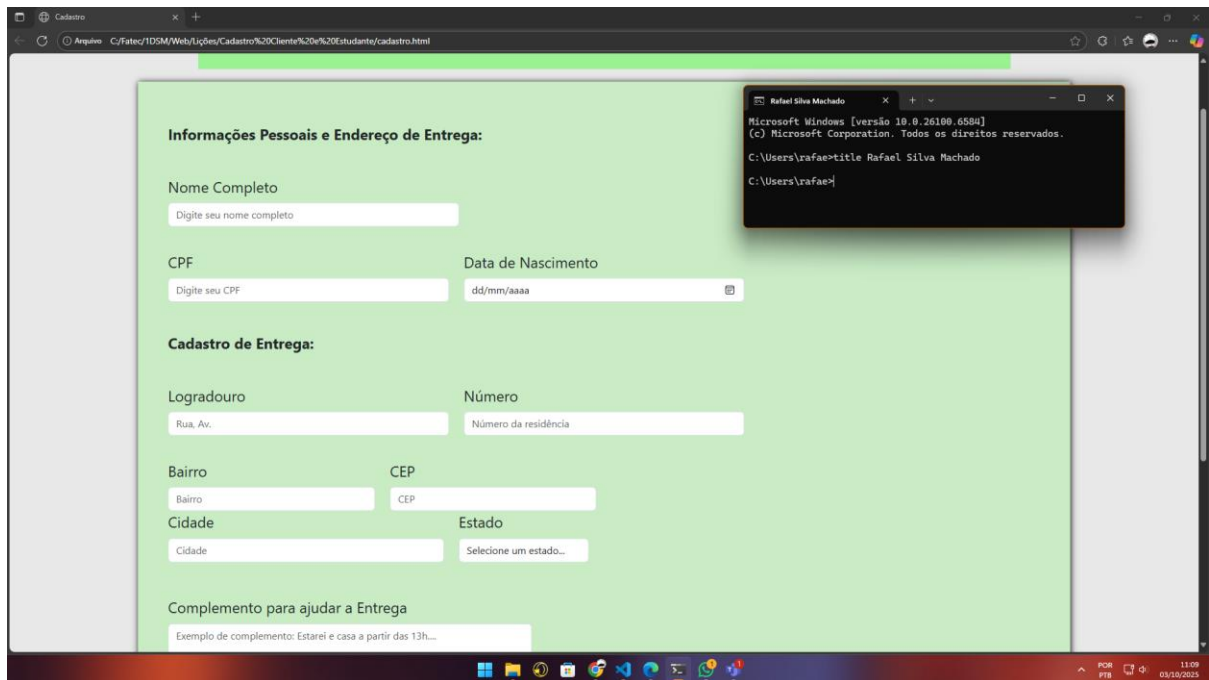 Cadastro
Arquivo C:/Fatec/1DSM/Web/Lições/Cadastro%20Cliente%20e%20Estudante/cadastro.html
Rafael Silva Machado
Microsoft Windows [versão 10.0.26100.6584]
(c) Microsoft Corporation. Todos os direitos reservados.
C:\Users\rafae>title Rafael Silva Machado
C:\Users\rafae>
Informações Pessoais e Endereço de Entrega:
Nome Completo
Digite seu nome completo
CPF Data de Nascimento
Digite seu CPF dd/mm/aaaa
Cadastro de Entrega:
Logradouro Número
Rua, Av. Número da residência
Bairro CEP
Bairro CEP
Cidade Estado
Cidade Selecione um estado...
Complemento para ajudar a Entrega
Exemplo de complemento: Estarei e casa a partir das 13h....
POR 11:09
PTB 03/10/2025